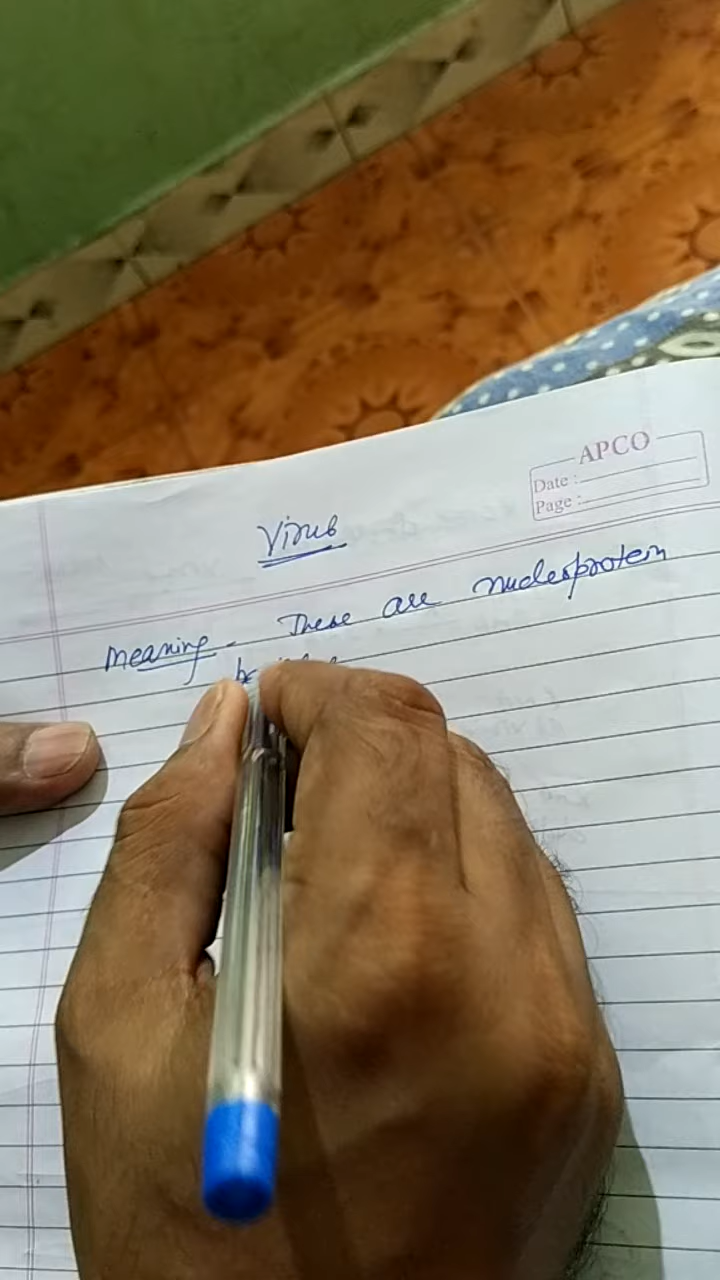 APCO
Date :
Page :
Virus
Meaning - These are nucleoprotein